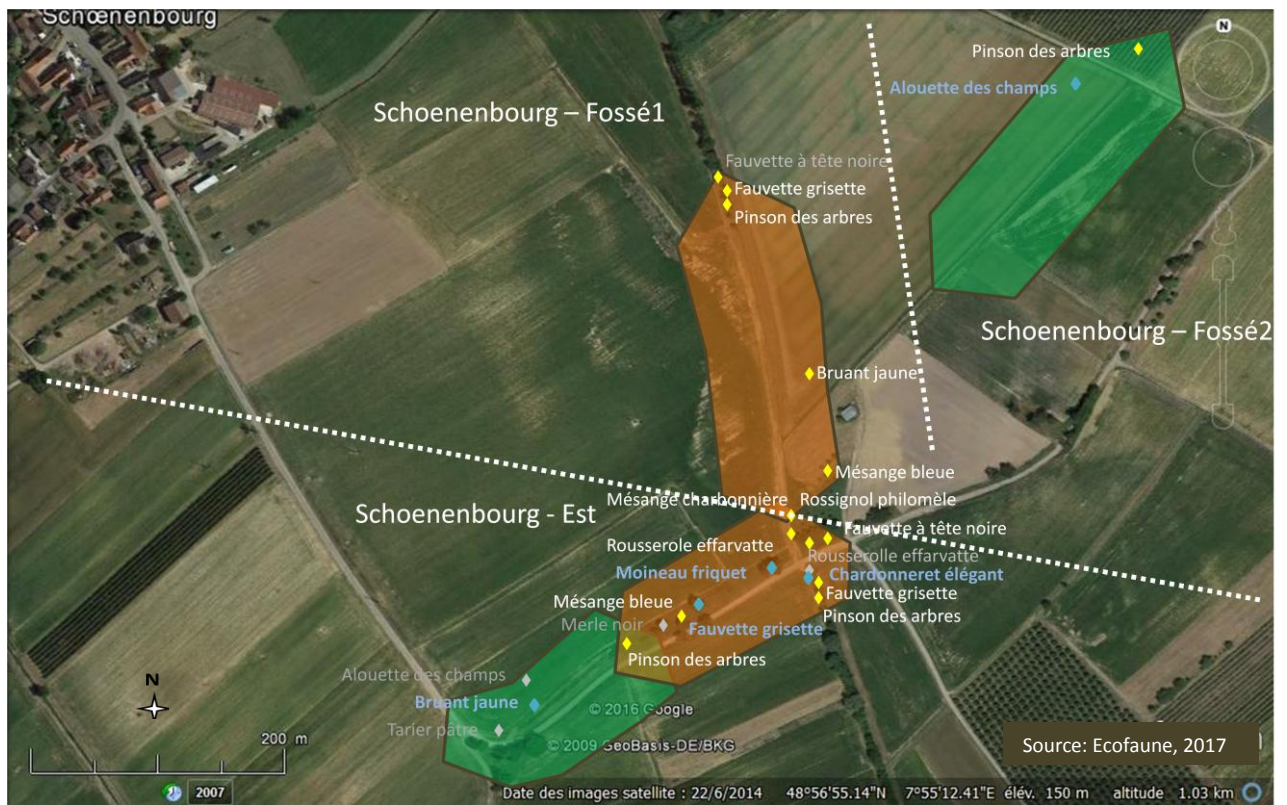 Schœnenbourg
N
Pinson des arbres
Alouette des champs
Schoenenbourg – Fossé1
Fauvette à tête noire
Fauvette grisette
Pinson des arbres
Schoenenbourg – Fossé2
Bruant jaune
Mésange bleue
Mésange charbonnière
Rossignol philomèle
Schoenenbourg - Est
Fauvette à tête noire
Rousserole effarvatte
Rousserolle effarvatte
Moineau friquet
Chardonneret élégant
Fauvette grisette
Mésange bleue
Pinson des arbres
Merle noir
Fauvette grisette
Pinson des arbres
Alouette des champs
Bruant jaune
© 2016 Google
Tarier pâtre
© 2009 GeoBasis-DE/BKG
N
200 m
Source: Ecofaune, 2017
2007
Date des images satellite : 22/6/2014 48°56'55.14"N 7°55'12.41"E élév. 150 m altitude 1.03 km